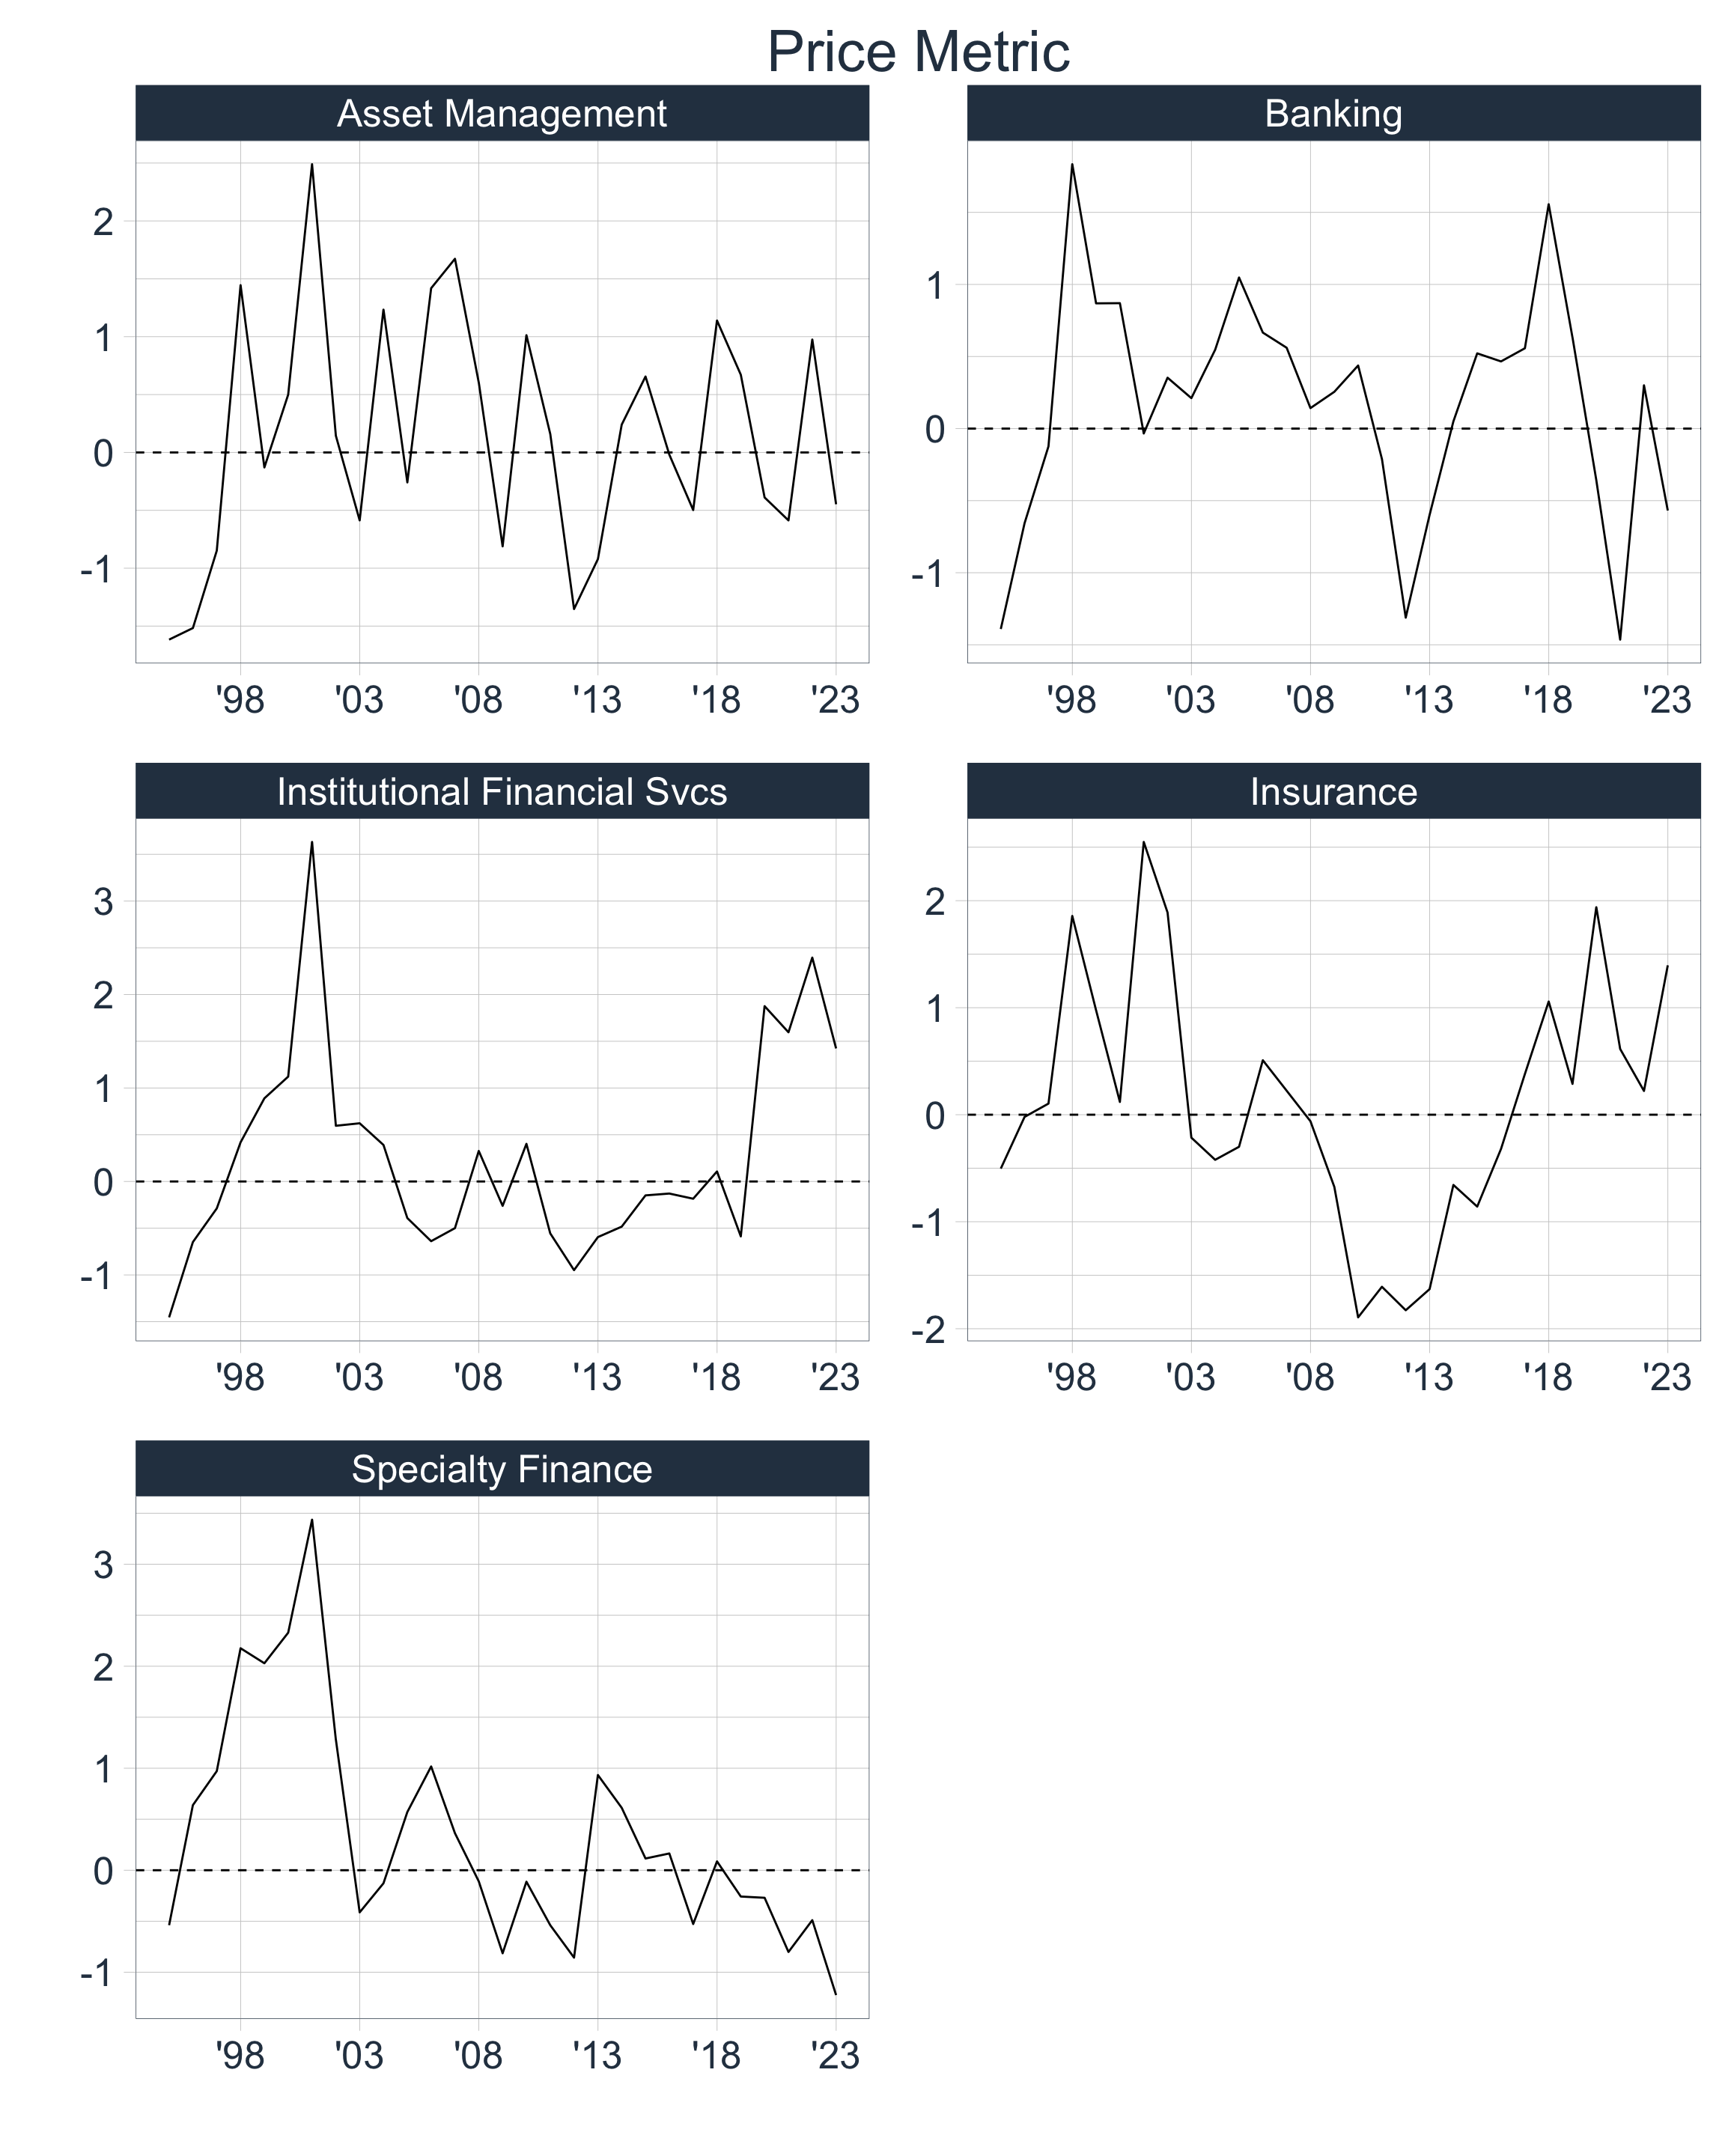 Price Metric
Asset Management
Banking
2
1
0
-1
1
0
-1
'98 '03 '08 '13 '18 '23
'98 '03 '08 '13 '18 '23
Institutional Financial Svcs
Insurance
3
2
1
0
-1
2
1
0
-1
-2
'98 '03 '08 '13 '18 '23
'98 '03 '08 '13 '18 '23
Specialty Finance
3
2
1
0
-1
'98 '03 '08 '13 '18 '23